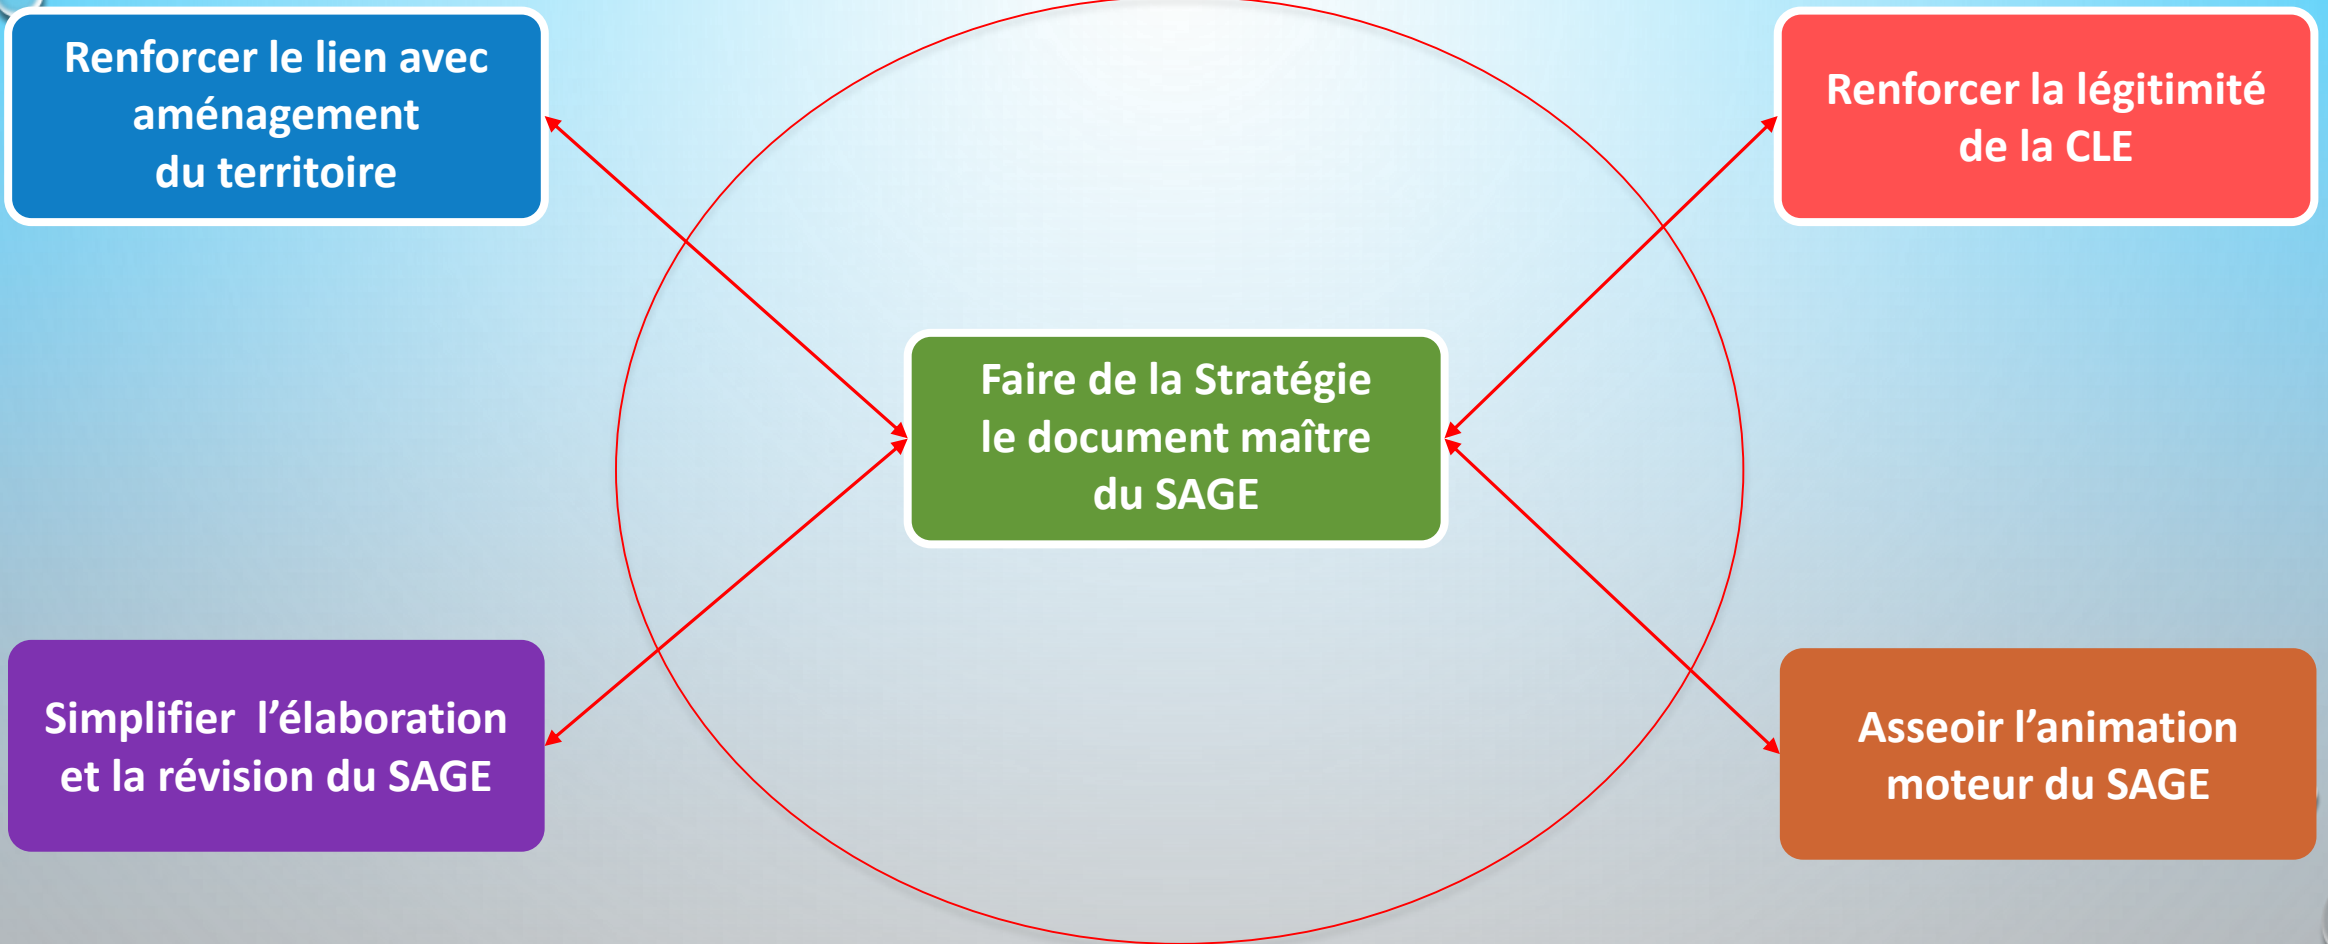 Renforcer le lien avec
aménagement
du territoire
Renforcer la légitimité
de la CLE
Faire de la Stratégie
le document maître
du SAGE
Simplifier  l’élaboration
et la révision du SAGE
Asseoir l’animation
moteur du SAGE